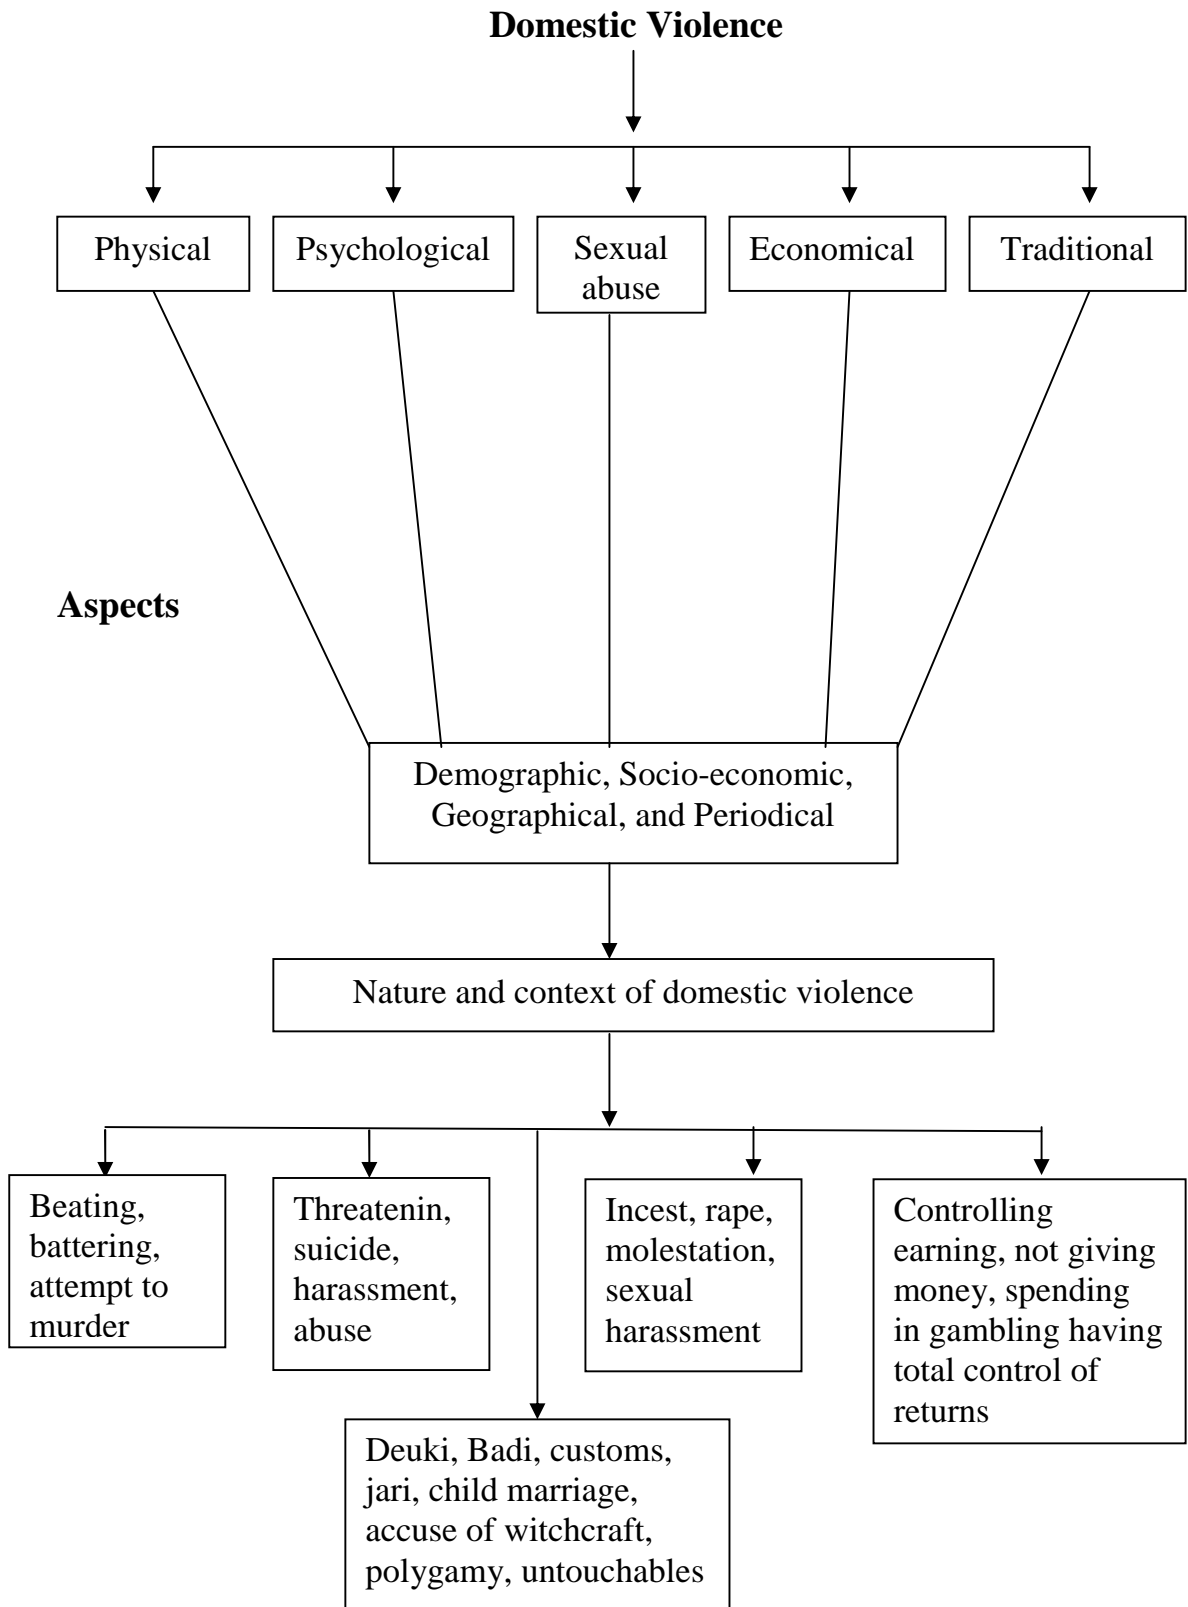 Domestic Violence
Physical
Psychological
Sexual
abuse
Economical
Traditional
Aspects
Demographic, Socio-economic,
Geographical, and Periodical
Nature and context of domestic violence
Beating,
battering,
attempt to
murder
Threatenin,
suicide,
harassment,
abuse
Incest, rape,
molestation,
sexual
harassment
Controlling
earning, not giving
money, spending
in gambling having
total control of
returns
Deuki, Badi, customs,
jari, child marriage,
accuse of witchcraft,
polygamy, untouchables